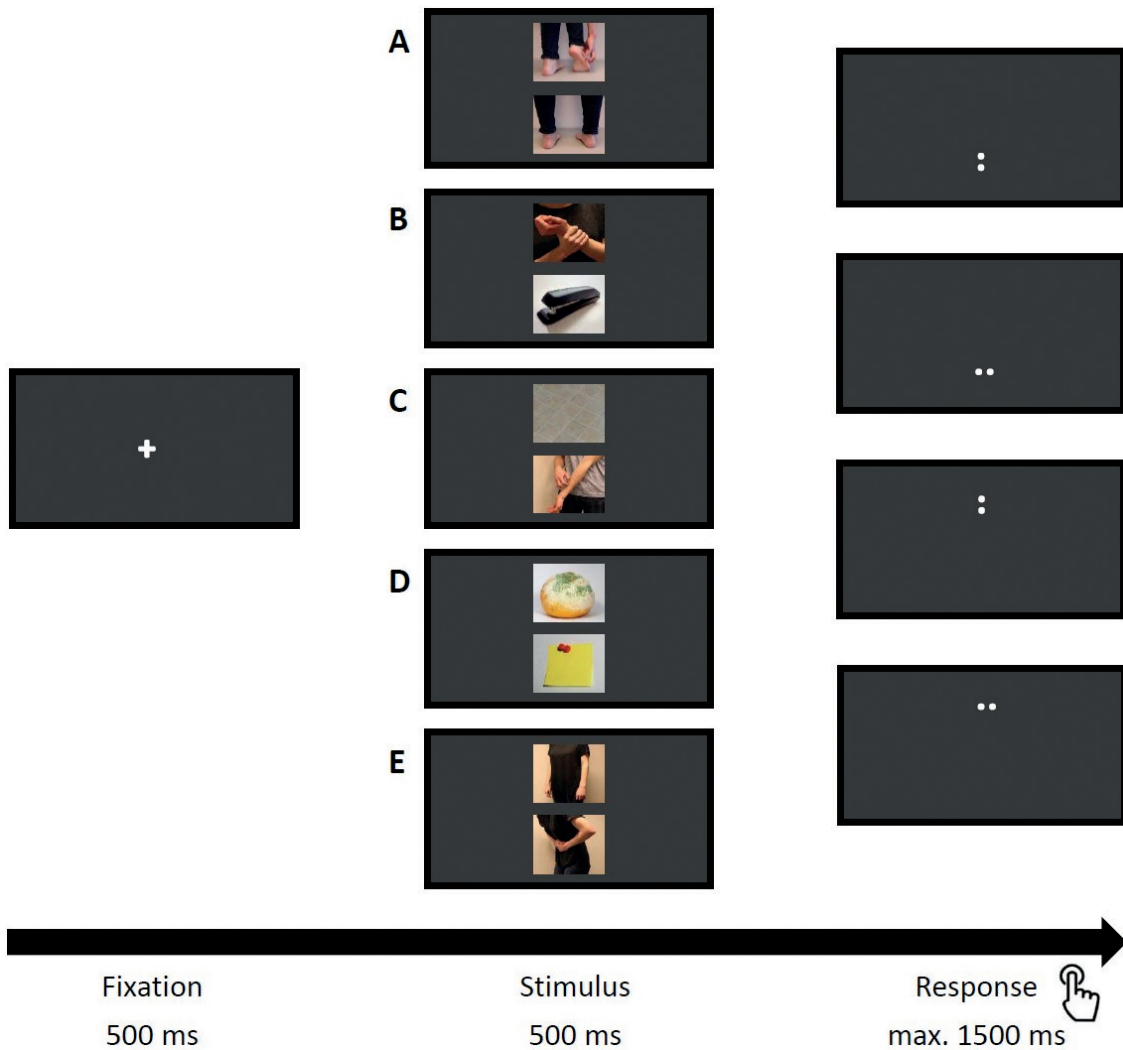 A
B
C
D
E
Fixation
500 ms
Stimulus
500 ms
Response
max. 1500 ms